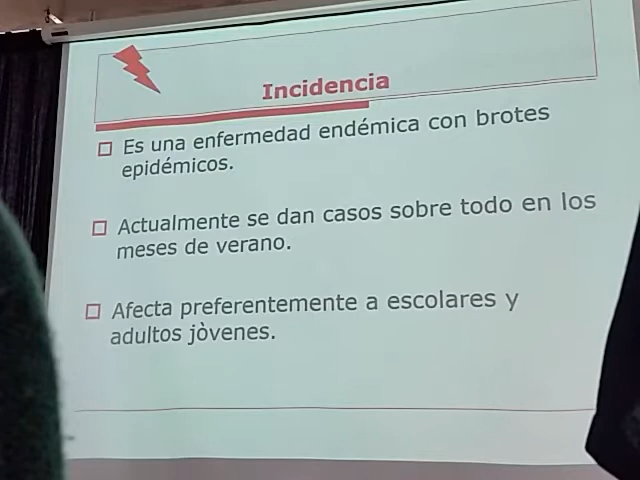 Incidencia
Es una enfermedad endémica con brotes
epidémicos.
Actualmente se dan casos sobre todo en los
meses de verano.
Afecta preferentemente a escolares y
adultos jòvenes.